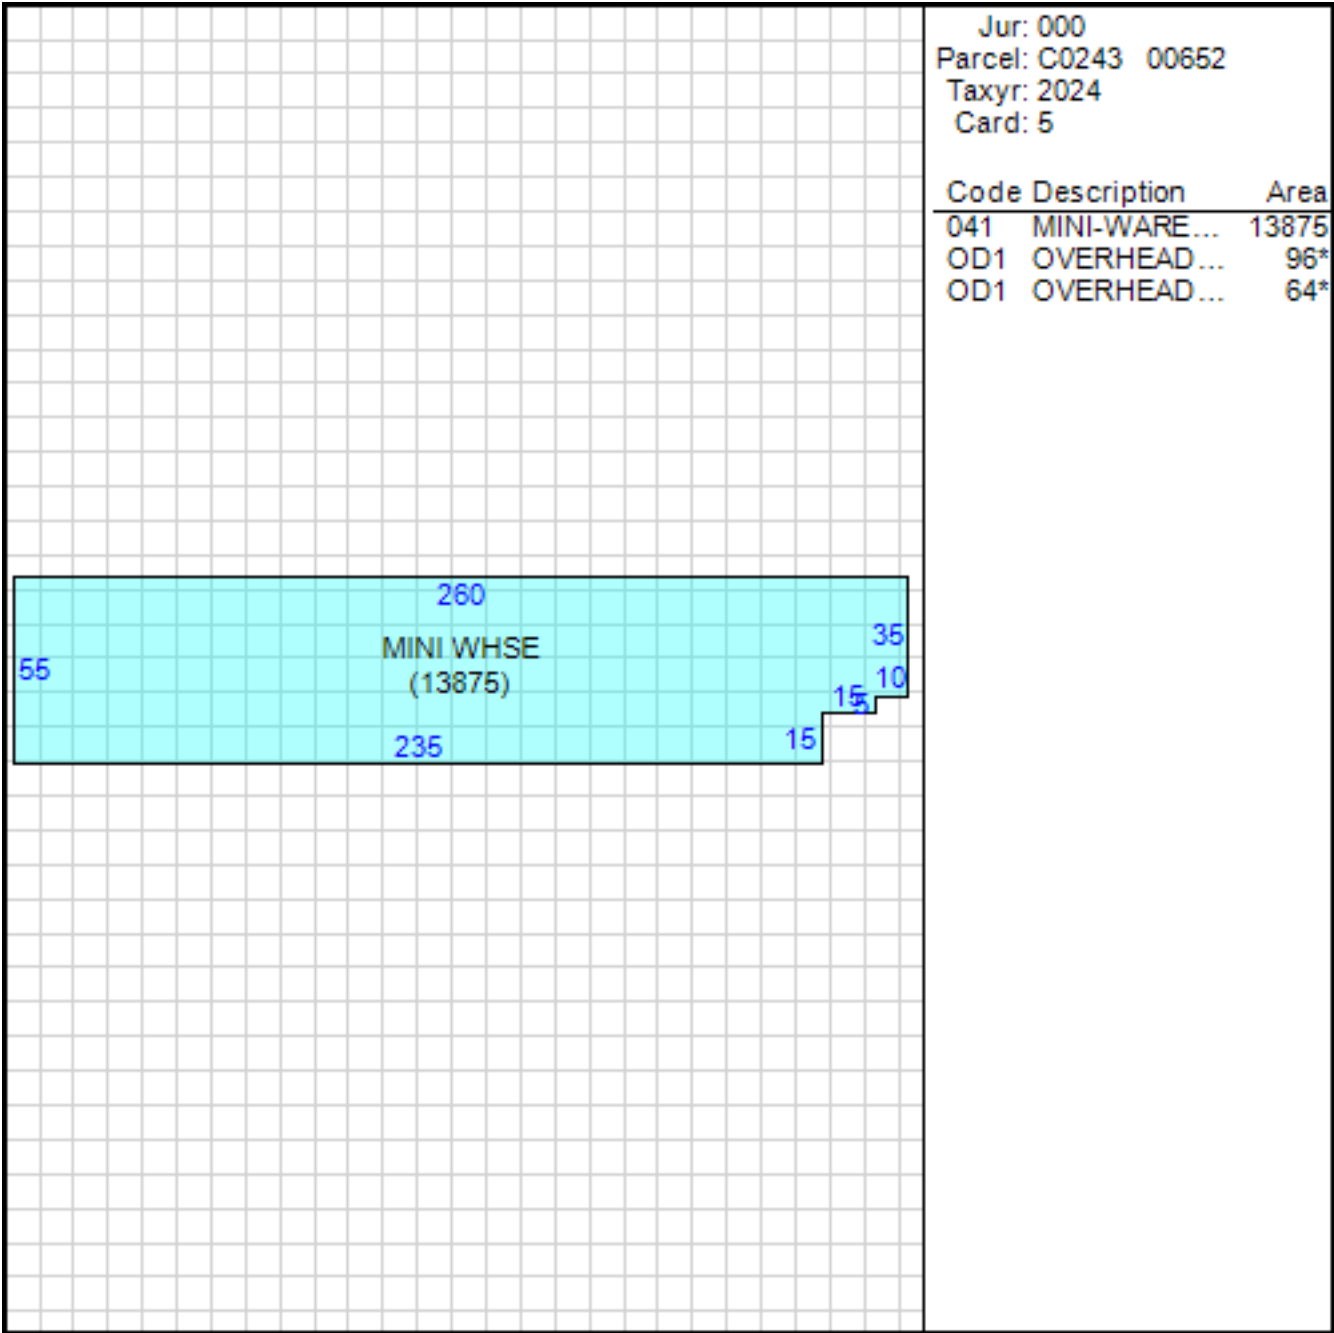 Jur: 000
Parcel: C0243 00652
Taxyr: 2024
Card: 5
Code Description Area
041 MINI-WARE... 13875
OD1 OVERHEAD... 96*
OD1 OVERHEAD... 64*
260
35
MINI WHSE
55
(13875)
10
15
5
15
235